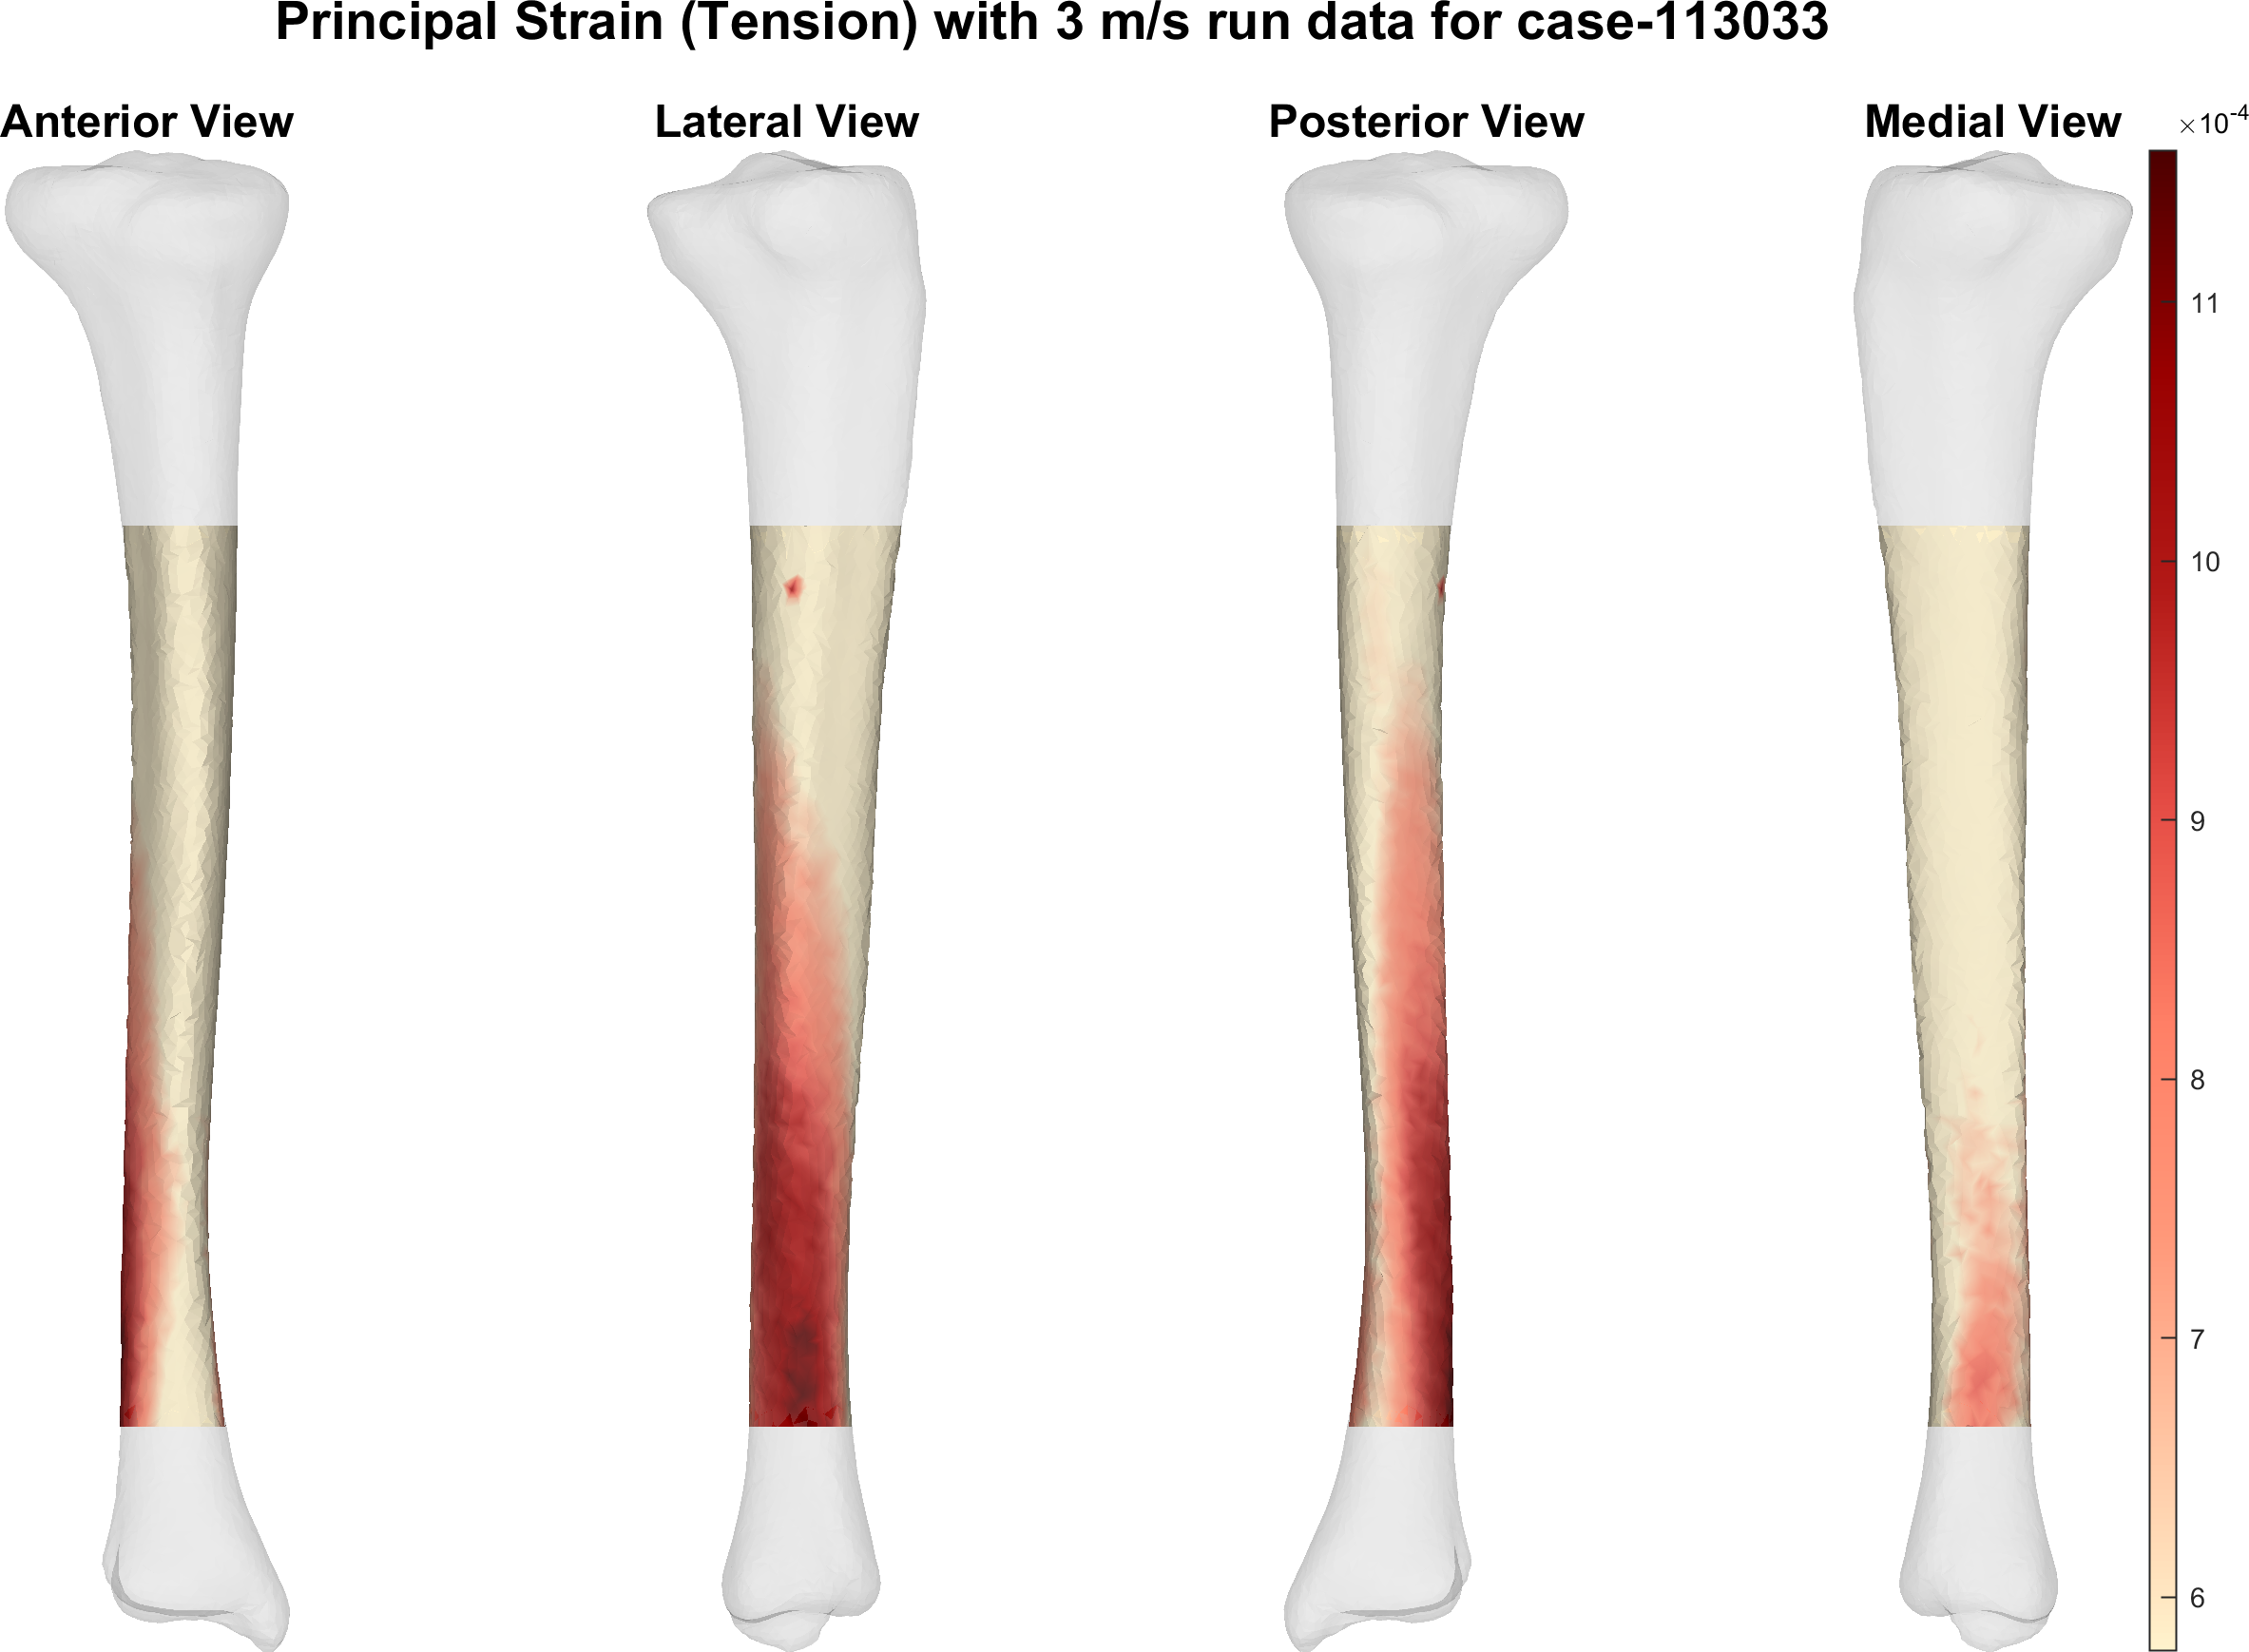 Principal Strain (Tension) with 3 m/s run data for case-113033
Anterior View
Lateral View
Posterior View
Medial View
×10-4
11
10
9
8
7
6